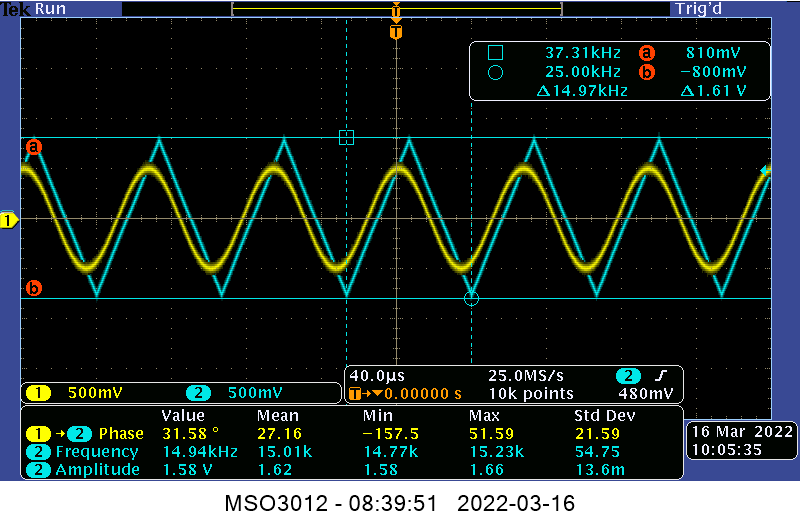 Tek Run Trig'd
T
T
37.31kHz a 810mV
25.00kHz b −800mV
Δ14.97kHz Δ1.61 V
a
1
b
1 500mV 2 500mV
40.0µs 25.0MS/s 2
T→▼0.00000 s 10k points 480mV
Value Mean Min Max Std Dev
1 →2 Phase 31.58 ° 27.16 −157.5 51.59 21.59
2 Frequency 14.94kHz 15.01k 14.77k 15.23k 54.75
2 Amplitude 1.58 V 1.62 1.58 1.66 13.6m
16 Mar 2022
10:05:35
MSO3012 - 08:39:51 2022-03-16